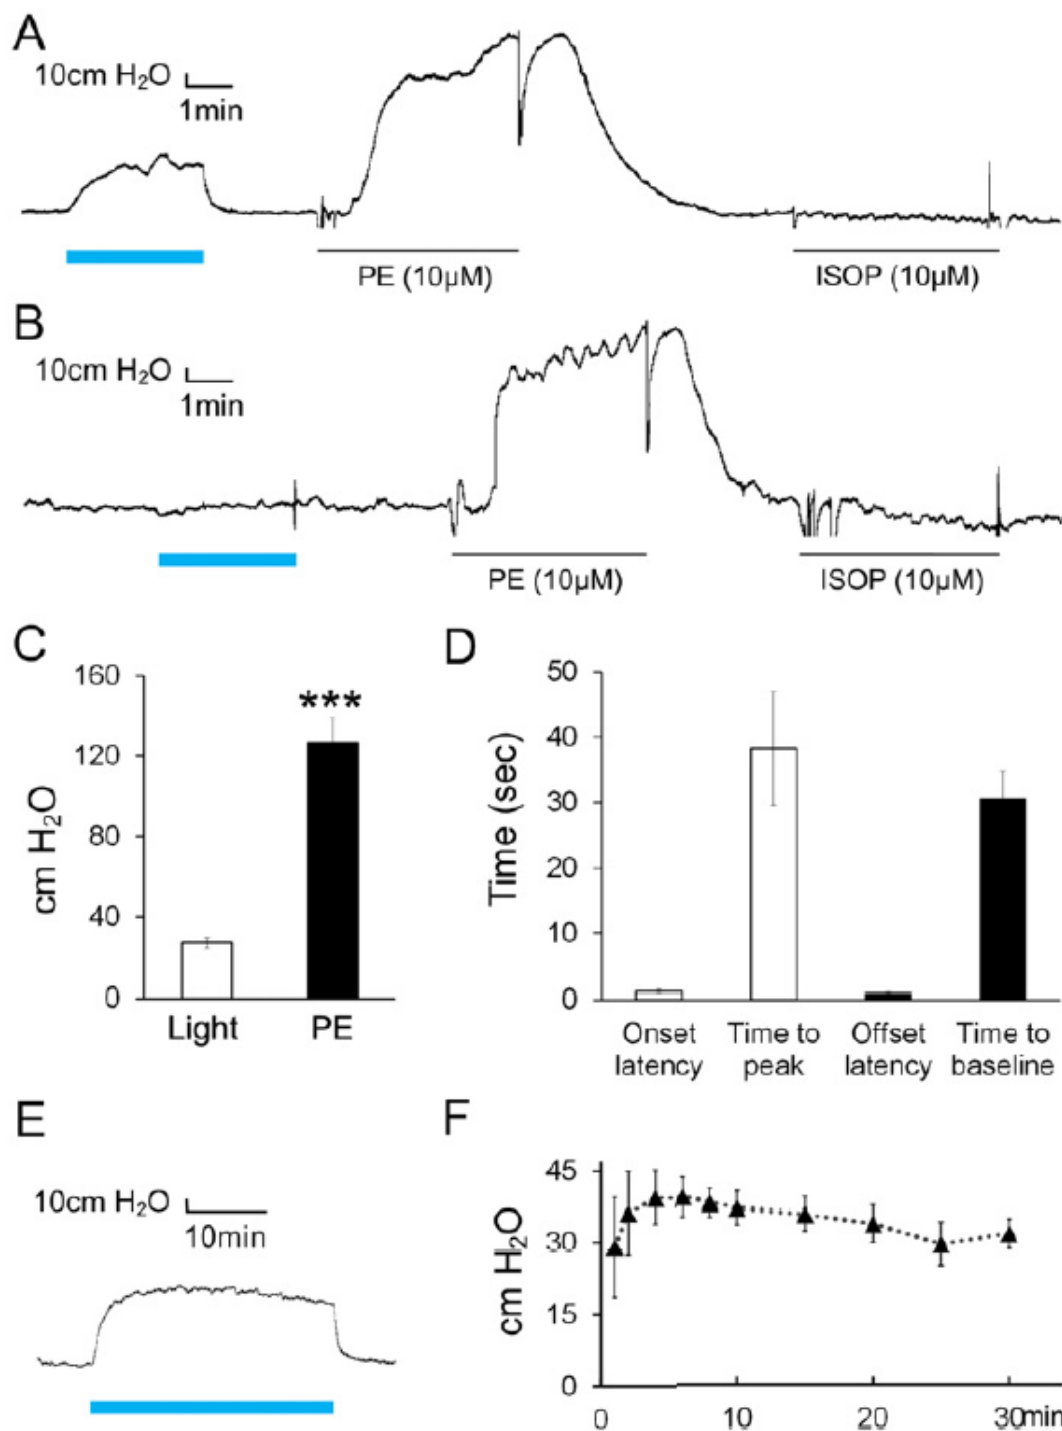 A
10cm H₂O
1min
PE (10µM)
ISOP (10µM)
B
10cm H₂O
1min
PE (10µM)
ISOP (10µM)
C
160
120
80
40
0
cm H₂O
***
Light
PE
D
50
40
30
20
10
0
Time (sec)
Onset latency
Time to peak
Offset latency
Time to baseline
E
10cm H₂O
10min
F
45
30
15
0
cm H₂O
0
10
20
30min